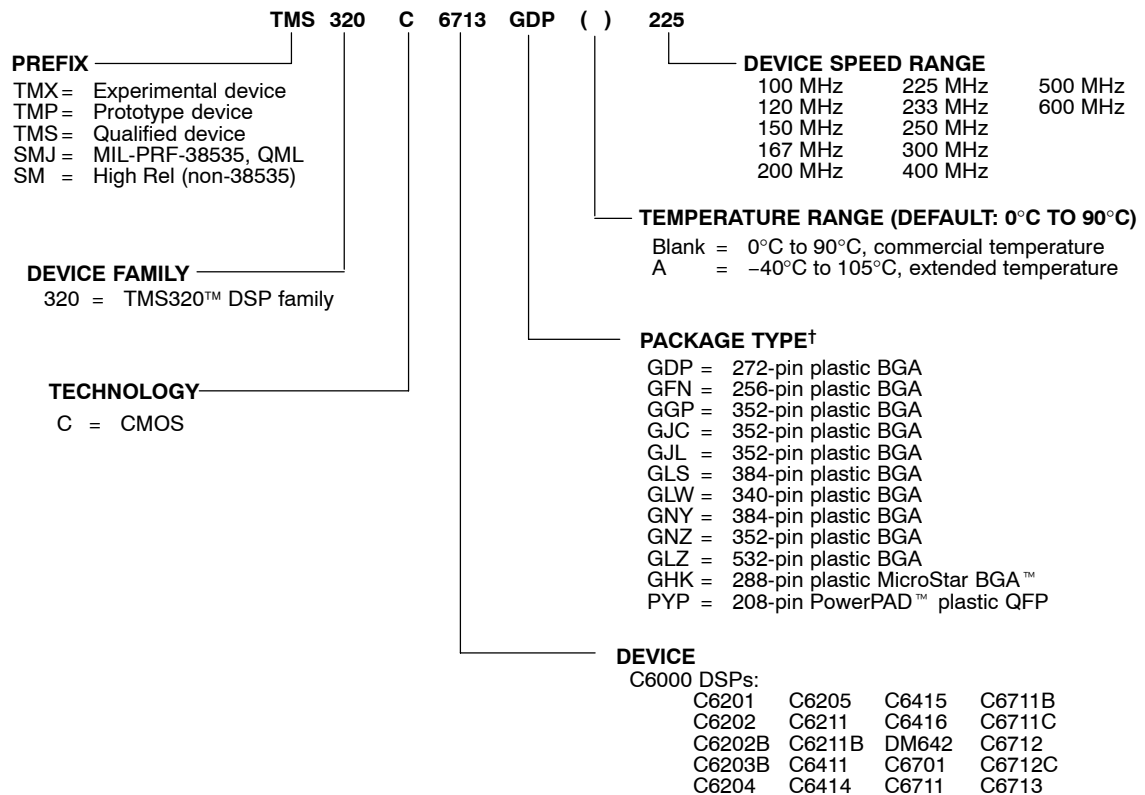 TMS 320 C 6713 GDP ( ) 225
PREFIX
TMX = Experimental device
TMP = Prototype device
TMS = Qualified device
SMJ = MIL-PRF-38535, QML
SM = High Rel (non-38535)
DEVICE SPEED RANGE
100 MHz 225 MHz 500 MHz
120 MHz 233 MHz 600 MHz
150 MHz 250 MHz
167 MHz 300 MHz
200 MHz 400 MHz
TEMPERATURE RANGE (DEFAULT: 0°C TO 90°C)
Blank = 0°C to 90°C, commercial temperature
A = −40°C to 105°C, extended temperature
DEVICE FAMILY
320 = TMS320™ DSP family
PACKAGE TYPE†
GDP = 272-pin plastic BGA
GFN = 256-pin plastic BGA
GGP = 352-pin plastic BGA
GJC = 352-pin plastic BGA
GJL = 352-pin plastic BGA
GLS = 384-pin plastic BGA
GLW = 340-pin plastic BGA
GNY = 384-pin plastic BGA
GNZ = 352-pin plastic BGA
GLZ = 532-pin plastic BGA
GHK = 288-pin plastic MicroStar BGA™
PYP = 208-pin PowerPAD™ plastic QFP
TECHNOLOGY
C = CMOS
DEVICE
C6000 DSPs:
C6201 C6205 C6415 C6711B
C6202 C6211 C6416 C6711C
C6202B C6211B DM642 C6712
C6203B C6411 C6701 C6712C
C6204 C6414 C6711 C6713